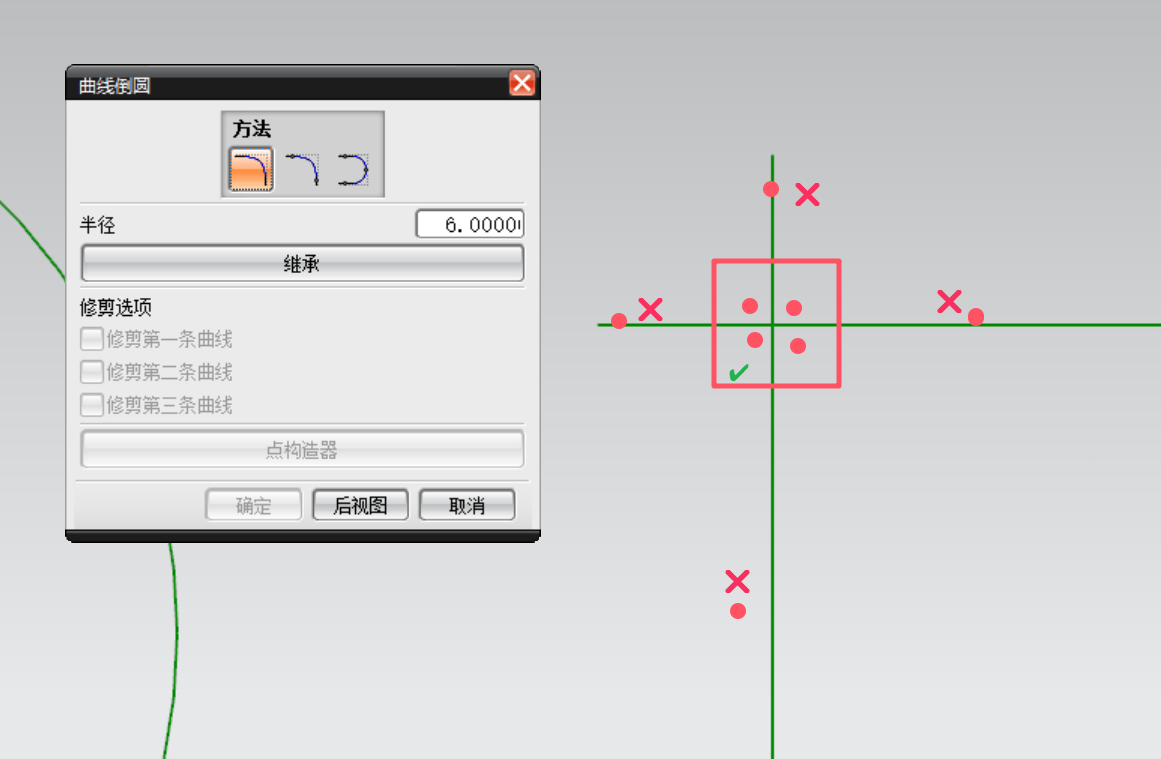 曲线倒圆
方法
半径 6.0000
继承
修剪选项
修剪第一条曲线
修剪第二条曲线
修剪第三条曲线
点构造器
确定 后视图 取消